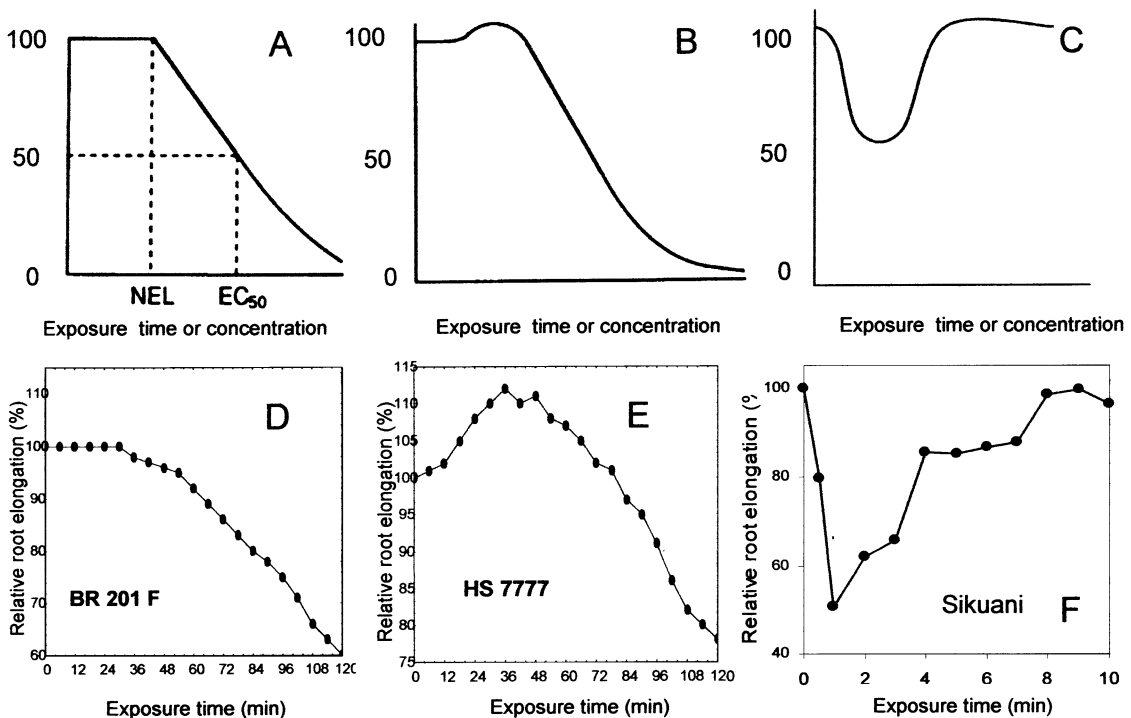 A
100
50
0
NEL EC50
Exposure time or concentration
B
100
50
0
Exposure time or concentration
C
100
50
0
Exposure time or concentration
D
Relative root elongation (%)
110
100
90
80
70
60
BR 201 F
0 12 24 36 48 60 72 84 96 108 120
Exposure time (min)
E
Relative root elongation (%)
115
110
105
100
95
90
85
80
75
HS 7777
0 12 24 36 48 60 72 84 96 108 120
Exposure time (min)
Relative root elongation (%
100
80
60
40
Sikuani F
0 2 4 6 8 10
Exposure time (min)